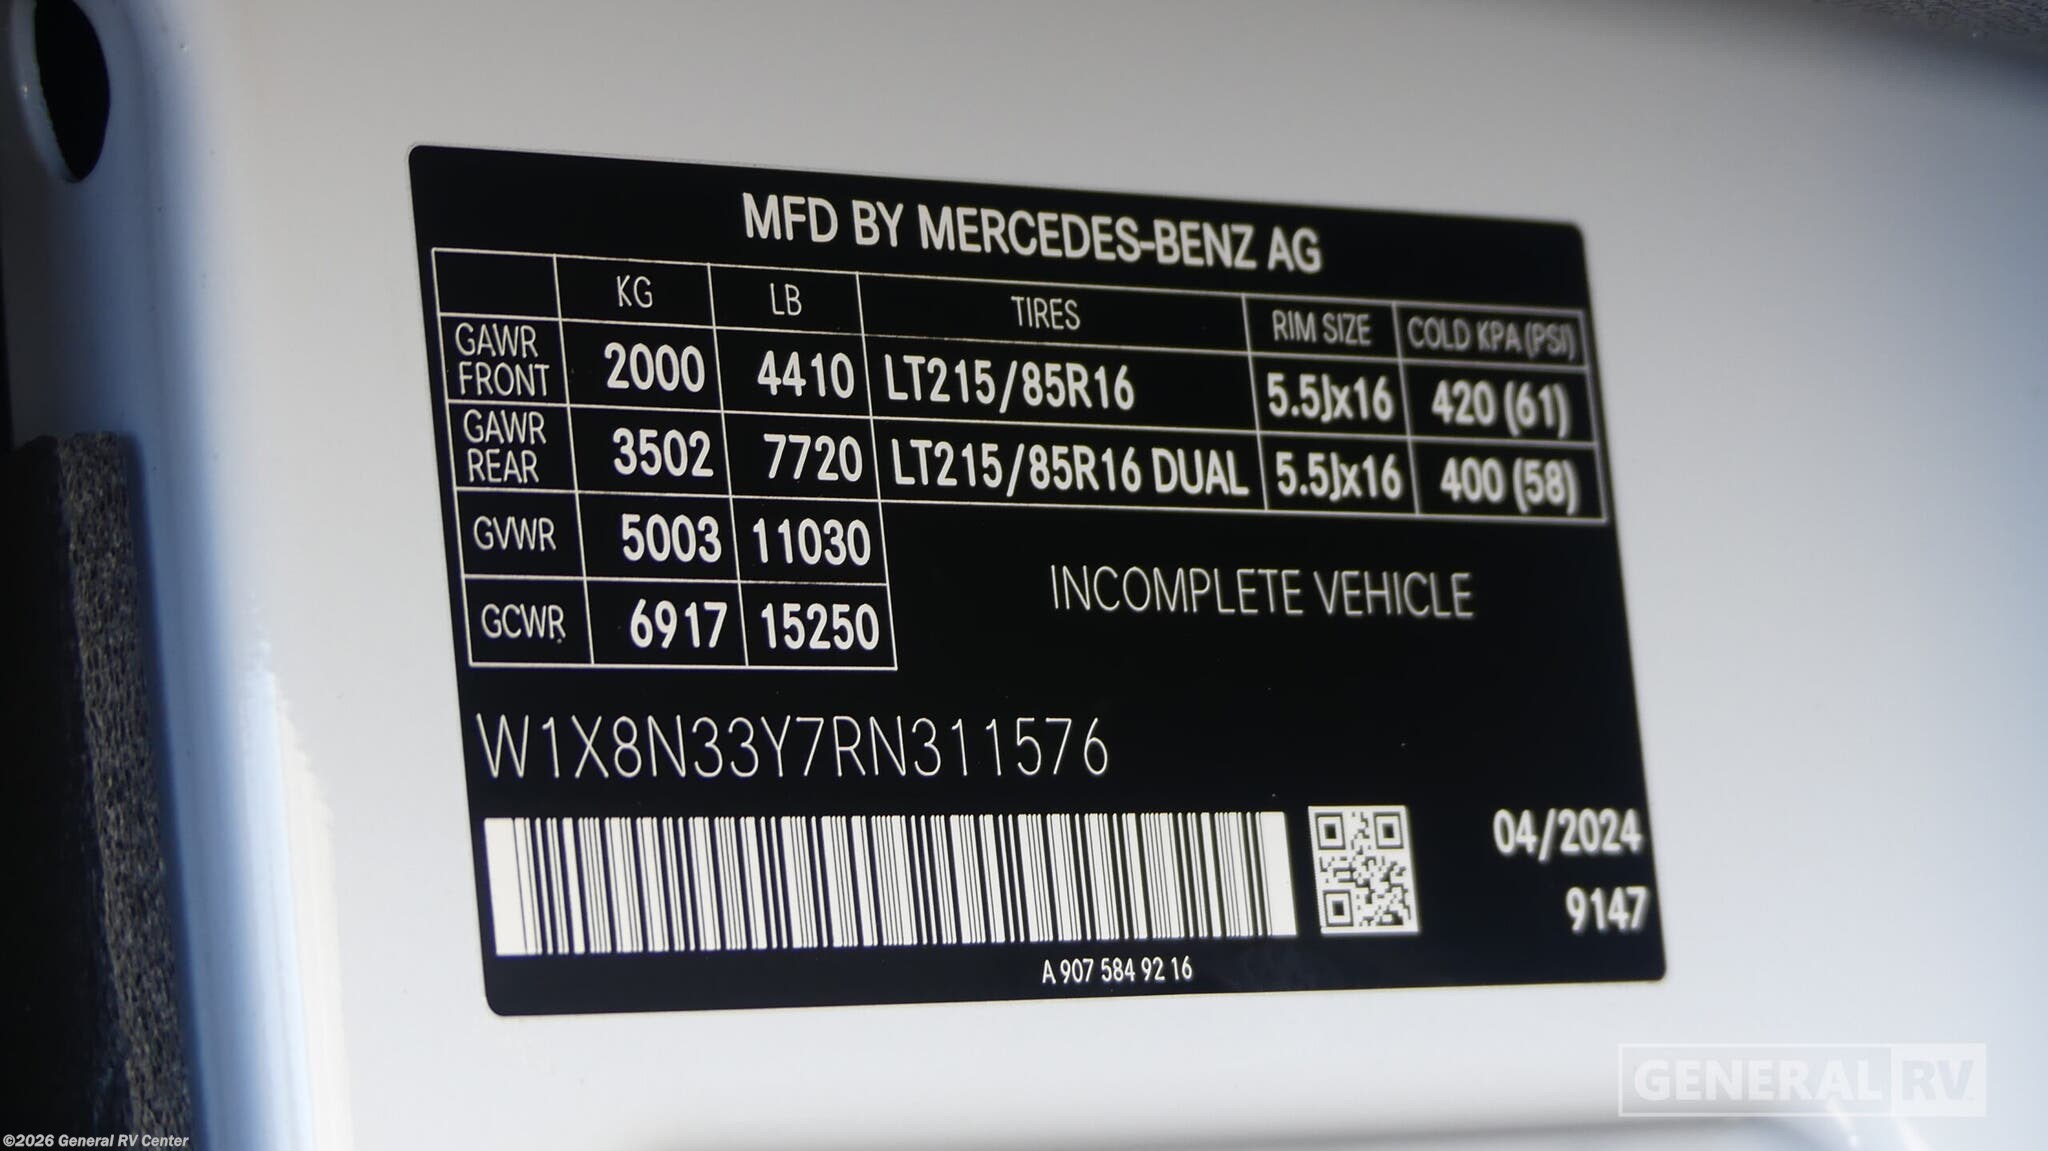 MFD BY MERCEDES-BENZ AG
KG LB TIRES RIM SIZE COLD KPA (PSI)
GAWR FRONT 2000 4410 LT215/85R16 5.5Jx16 420 (61)
GAWR REAR 3502 7720 LT215/85R16 DUAL 5.5Jx16 400 (58)
GVWR 5003 11030
INCOMPLETE VEHICLE
GCWR 6917 15250
W1X8N33Y7RN311576
04/2024
9147
A 907 584 92 16
GENERAL RV
©2026 General RV Center